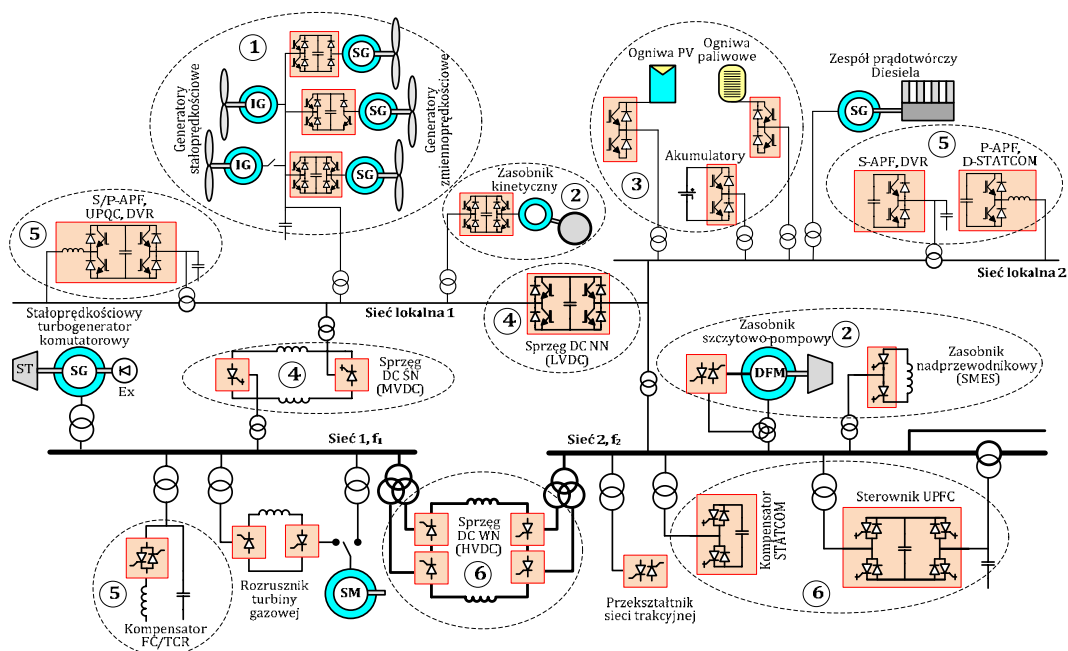 1
SG
IG
SG
IG
SG
Generatory
stałoprędkościowe
Generatory
zmiennoprędkościowe
Ogniwa PV
Ogniwa
paliwowe
Akumulatory
3
Zespół prądotwórczy
Diesiela
SG
5
S-APF, DVR
P-APF,
D-STATCOM
Zasobnik
kinetyczny
2
S/P-APF,
UPQC, DVR
5
Sieć lokalna 2
Sieć lokalna 1
4
Sprzęg DC NN
(LVDC)
Stałoprędkościowy
turbogenerator
komutatorowy
ST
SG
Ex
4
Sprzęg
DC SN
(MVDC)
Zasobnik
szczytowo-pompowy
2
DFM
Zasobnik
nadprzewodnikowy
(SMES)
Sieć 1, f₁
Sieć 2, f₂
5
Kompensator
FC/TCR
Rozrusznik
turbiny
gazowej
SM
Sprzęg
DC WN
(HVDC)
6
Przekształtnik
sieci trakcyjnej
Kompensator
STATCOM
Sterownik UPFC
6